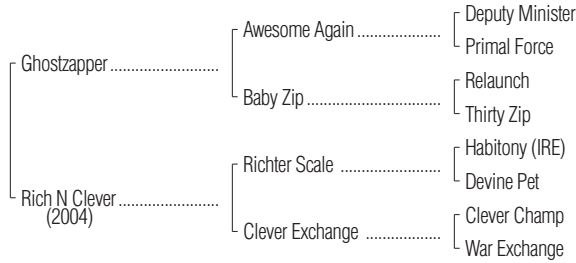 Deputy Minister
Awesome Again ....................
Primal Force
Ghostzapper ..........................
Relaunch
Baby Zip ................................
Thirty Zip
Habitony (IRE)
Richter Scale ........................
Devine Pet
Rich N Clever ........................
(2004)
Clever Champ
Clever Exchange ..................
War Exchange